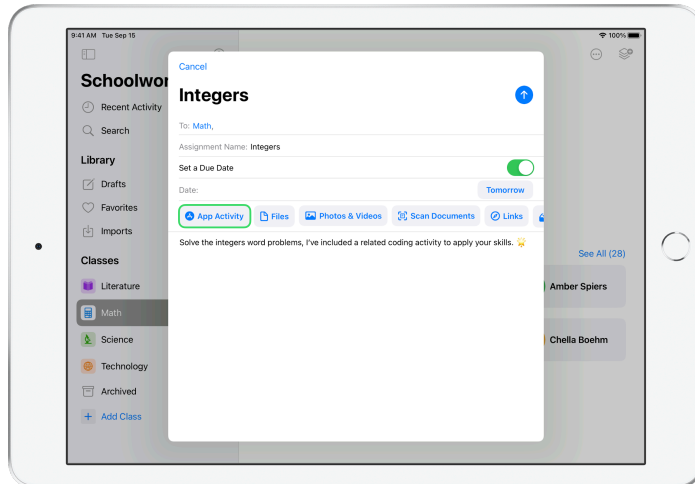 9:41 AM Tue Sep 15
100%
Cancel
Schoolwor
Integers
Recent Activity
To: Math,
Search
Assignment Name: Integers
Library
Set a Due Date
Drafts
Date:
Tomorrow
Favorites
App Activity
Files
Photos & Videos
Scan Documents
Links
Imports
Solve the integers word problems, I've included a related coding activity to apply your skills.
Classes
See All (28)
Literature
Amber Spiers
Math
Science
Chella Boehm
Technology
Archived
Add Class